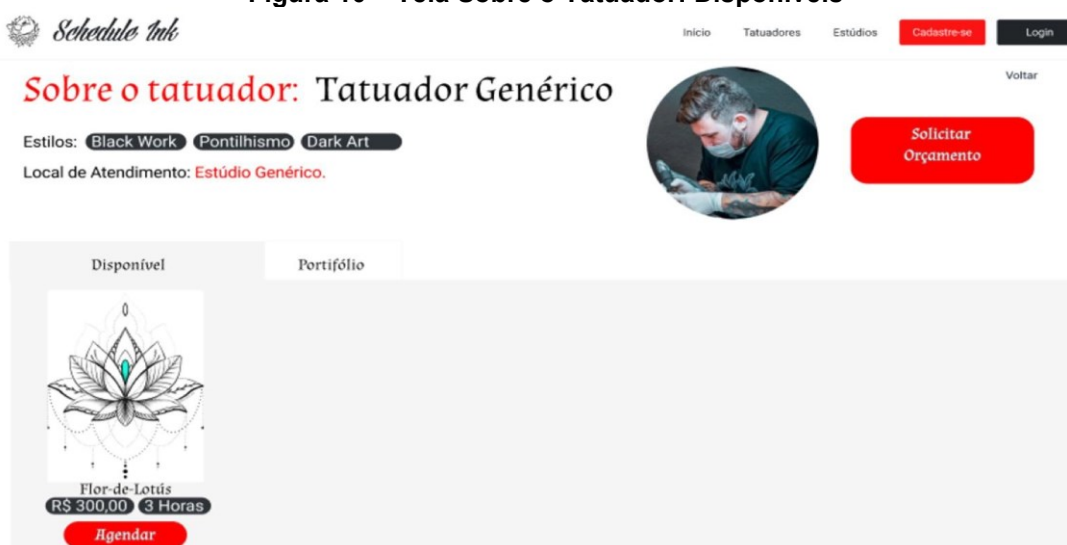 Figura 10 – Tela Sobre o Tatuador: Disponíveis
Schedule Ink
Início Tatuadores Estúdios Cadastre-se Login
Voltar
Sobre o tatuador: Tatuador Genérico
Estilos: Black Work Pontilhismo Dark Art
Local de Atendimento: Estúdio Genérico.
Solicitar
Orçamento
Disponível Portifólio
Flor-de-Lotús
R$ 300,00 3 Horas
Agendar